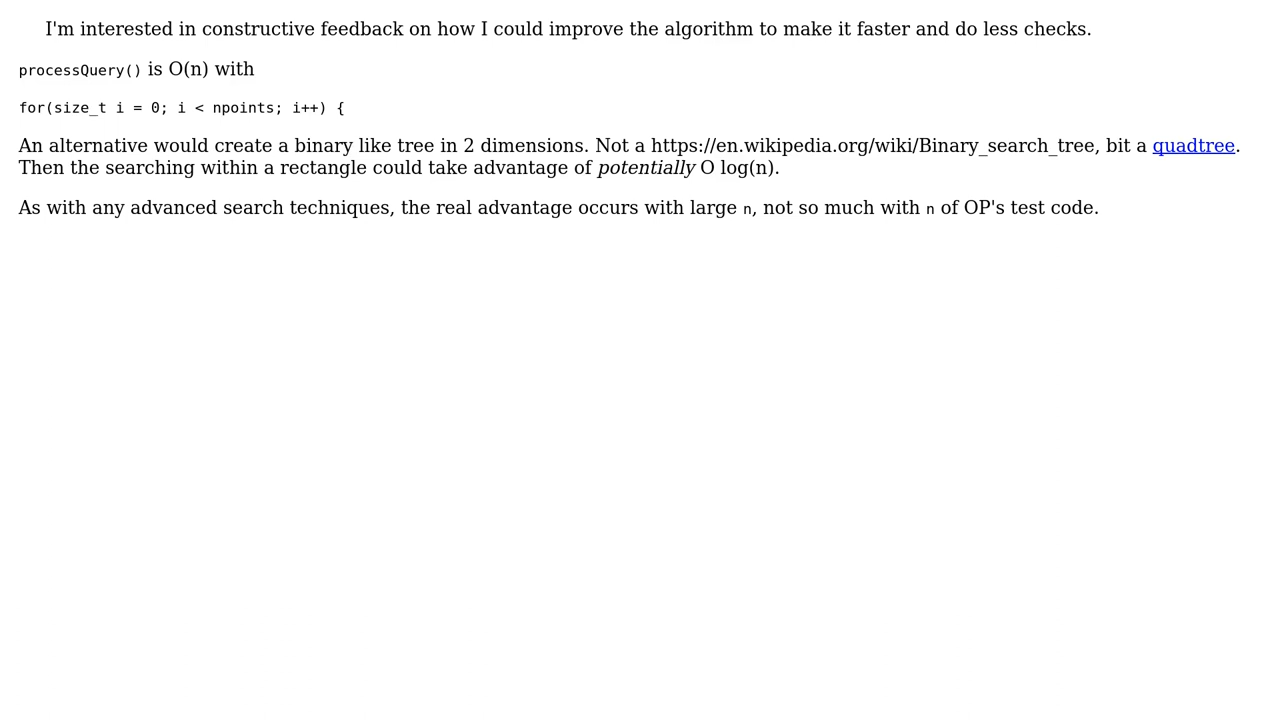 I'm interested in constructive feedback on how I could improve the algorithm to make it faster and do less checks.
processQuery() is O(n) with
for(size_t i = 0; i < npoints; i++) {
An alternative would create a binary like tree in 2 dimensions. Not a https://en.wikipedia.org/wiki/Binary_search_tree, bit a quadtree.
Then the searching within a rectangle could take advantage of potentially O log(n).
As with any advanced search techniques, the real advantage occurs with large n, not so much with n of OP's test code.